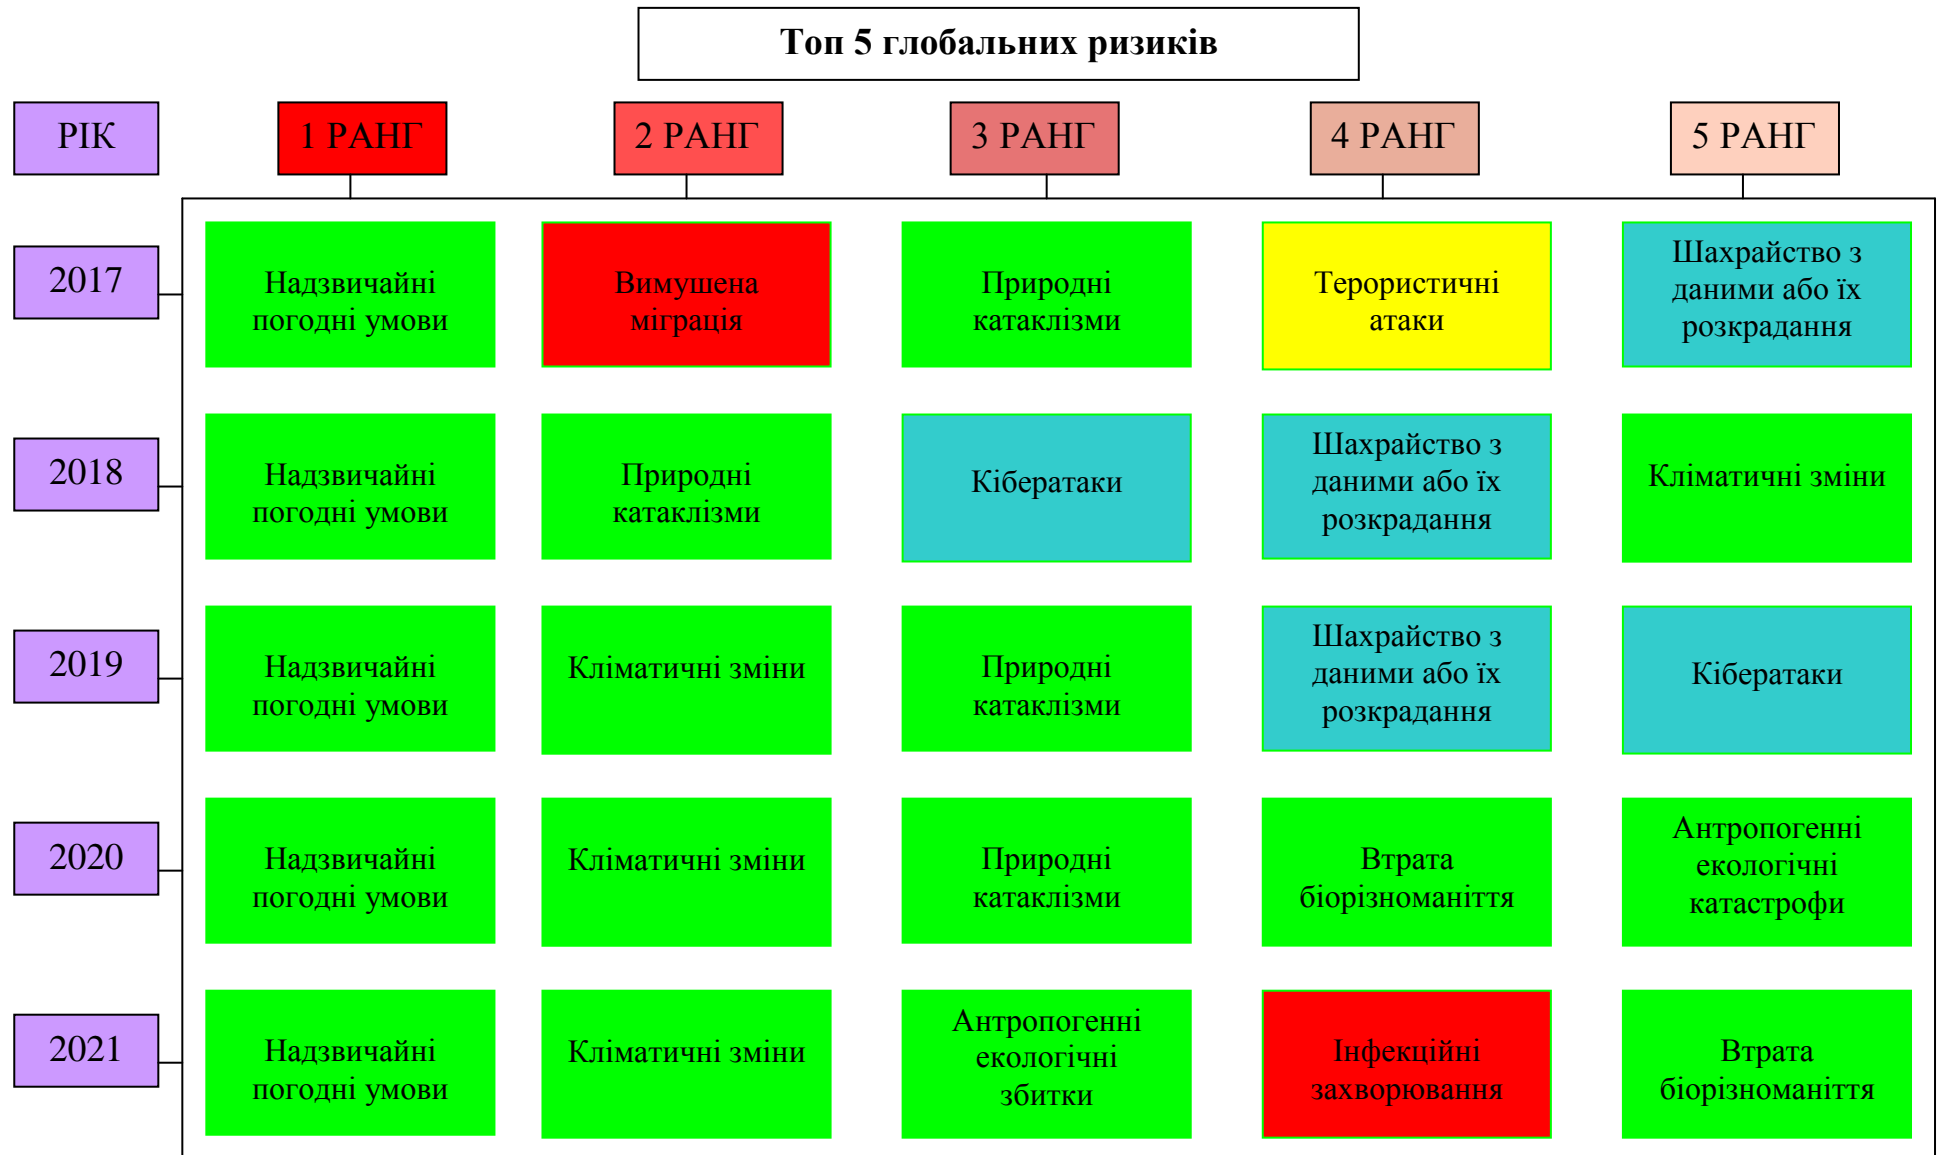 Топ 5 глобальних ризиків
РІК
1 РАНГ
2 РАНГ
3 РАНГ
4 РАНГ
5 РАНГ
2017
Надзвичайні
погодні умови
Вимушена
міграція
Природні
катаклізми
Терористичні
атаки
Шахрайство з
даними або їх
розкрадання
2018
Надзвичайні
погодні умови
Природні
катаклізми
Кібератаки
Шахрайство з
даними або їх
розкрадання
Кліматичні зміни
2019
Надзвичайні
погодні умови
Кліматичні зміни
Природні
катаклізми
Шахрайство з
даними або їх
розкрадання
Кібератаки
2020
Надзвичайні
погодні умови
Кліматичні зміни
Природні
катаклізми
Втрата
біорізноманіття
Антропогенні
екологічні
катастрофи
2021
Надзвичайні
погодні умови
Кліматичні зміни
Антропогенні
екологічні
збитки
Інфекційні
захворювання
Втрата
біорізноманіття